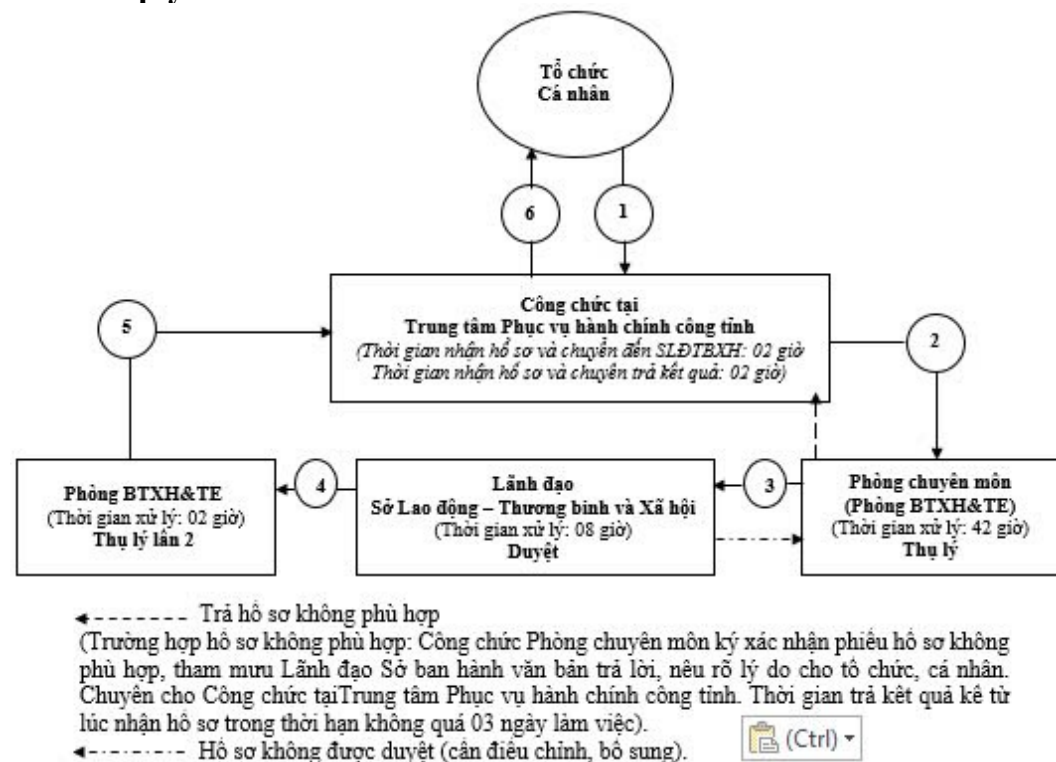 Tổ chức
Cá nhân
6
1
Công chức tại
Trung tâm Phục vụ hành chính công tỉnh
(Thời gian nhận hồ sơ và chuyển đến SLĐTBXH: 02 giờ
Thời gian nhận hồ sơ và chuyên trả kết quả: 02 giờ)
5
2
Phòng BTXH&TE
(Thời gian xử lý: 02 giờ)
Thụ lý lần 2
4
Lãnh đạo
Sở Lao động – Thương binh và Xã hội
(Thời gian xử lý: 08 giờ)
Duyệt
3
Phòng chuyên môn
(Phòng BTXH&TE)
(Thời gian xử lý: 42 giờ)
Thụ lý
Trả hồ sơ không phù hợp
(Trường hợp hồ sơ không phù hợp: Công chức Phòng chuyên môn ký xác nhận phiếu hồ sơ không
phù hợp, tham mưu Lãnh đạo Sở ban hành văn bản trả lời, nêu rõ lý do cho tổ chức, cá nhân.
Chuyên cho Công chức tạiTrung tâm Phục vụ hành chính công tỉnh. Thời gian trả kết quả kể từ
lúc nhận hồ sơ trong thời hạn không quá 03 ngày làm việc).
Hồ sơ không được duyệt (cần điều chỉnh, bổ sung).
(Ctrl)